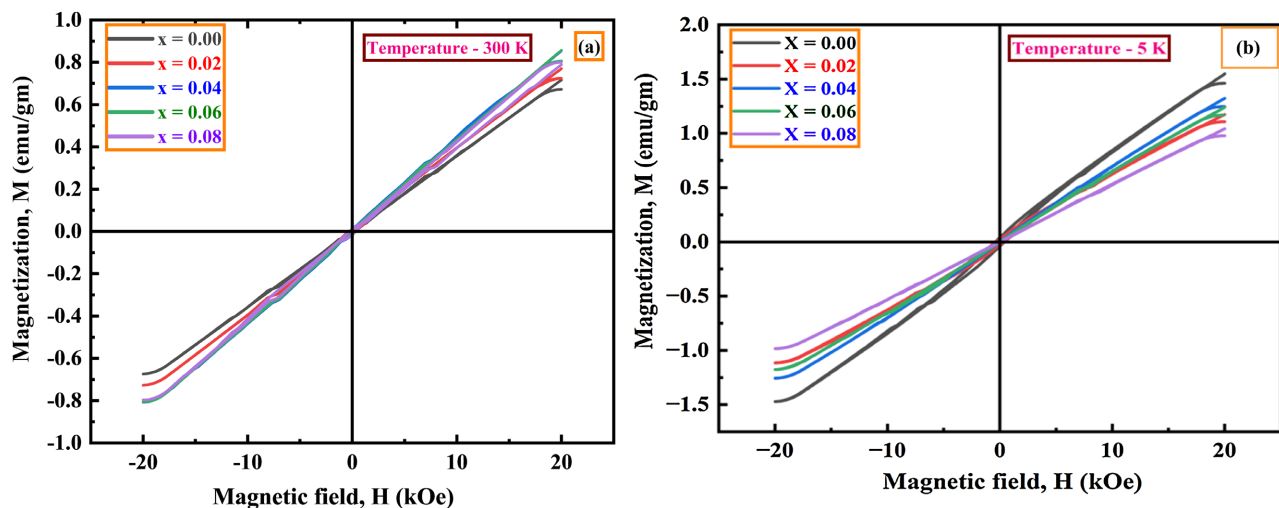 x = 0.00
x = 0.02
x = 0.04
x = 0.06
x = 0.08
Temperature - 300 K
(a)
Magnetization, M (emu/gm)
1.0
0.8
0.6
0.4
0.2
0.0
-0.2
-0.4
-0.6
-0.8
-1.0
-20
-10
0
10
20
Magnetic field, H (kOe)
X = 0.00
X = 0.02
X = 0.04
X = 0.06
X = 0.08
Temperature - 5 K
(b)
Magnetization, M (emu/gm)
2.0
1.5
1.0
0.5
0.0
−0.5
−1.0
−1.5
−20
−10
0
10
20
Magnetic field, H (kOe)